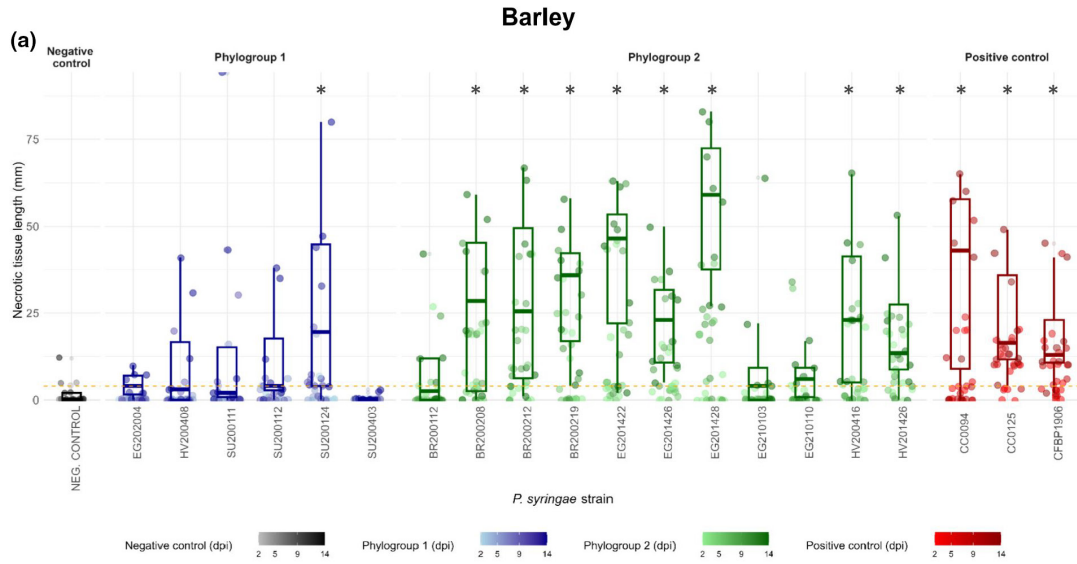 Barley
(a)
Negative control
Phylogroup 1
Phylogroup 2
Positive control
* * * * * * * * * * * *
Necrotic tissue length (mm)
75
50
25
0
NEG. CONTROL
EG202004
HV200408
SU200111
SU200112
SU200124
SU200403
BR200112
BR200208
BR200212
BR200219
EG201422
EG201426
EG201428
EG210103
EG210110
HV200416
HV201426
CC0094
CC0125
CFBP1906
P. syringae strain
Negative control (dpi)
2 5 9 14
Phylogroup 1 (dpi)
2 5 9 14
Phylogroup 2 (dpi)
2 5 9 14
Positive control (dpi)
2 5 9 14